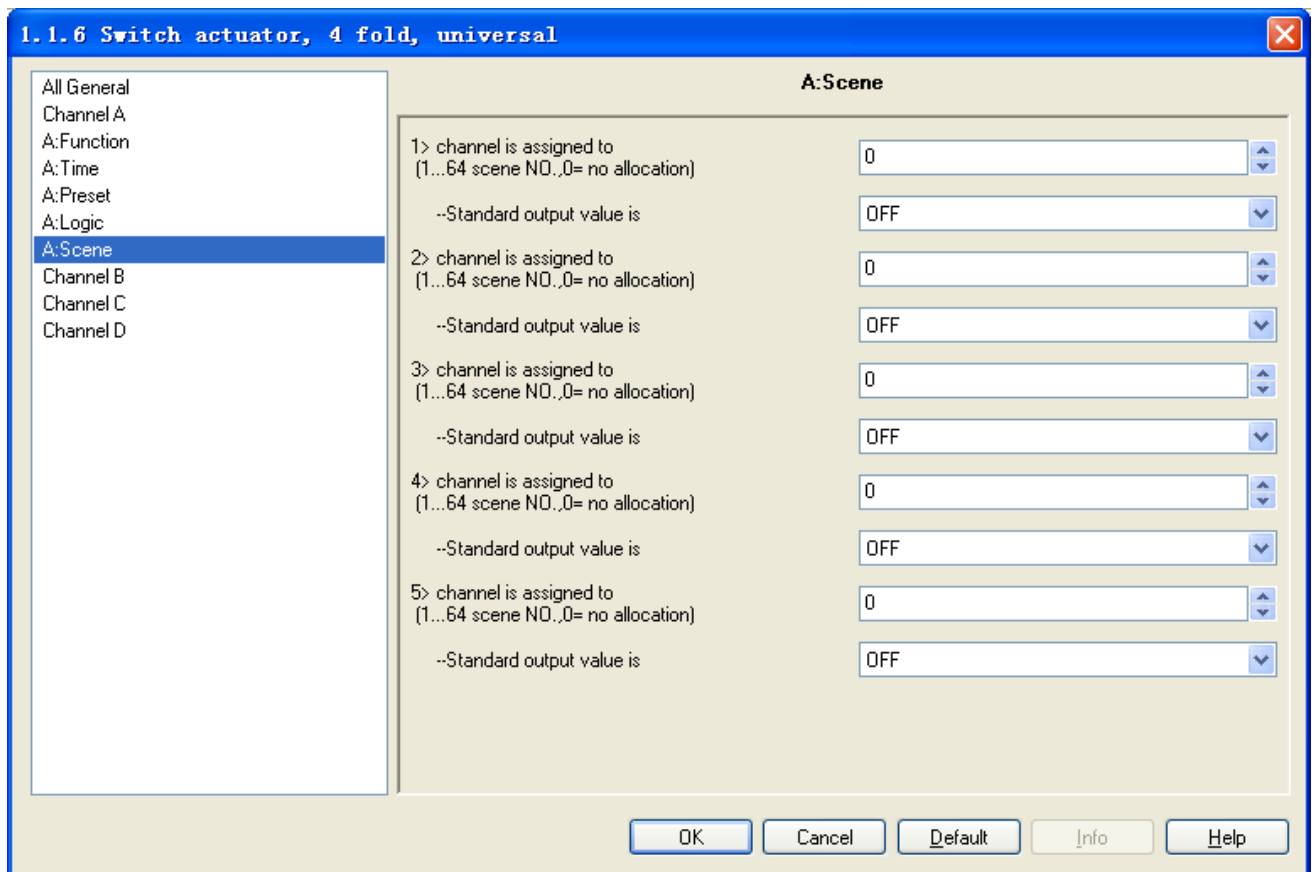 1.1.6 Switch actuator, 4 fold, universal
All General
Channel A
A:Function
A:Time
A:Preset
A:Logic
A:Scene
Channel B
Channel C
Channel D
A:Scene
1> channel is assigned to
(1...64 scene NO.,0= no allocation)
0
--Standard output value is
OFF
2> channel is assigned to
(1...64 scene NO.,0= no allocation)
0
--Standard output value is
OFF
3> channel is assigned to
(1...64 scene NO.,0= no allocation)
0
--Standard output value is
OFF
4> channel is assigned to
(1...64 scene NO.,0= no allocation)
0
--Standard output value is
OFF
5> channel is assigned to
(1...64 scene NO.,0= no allocation)
0
--Standard output value is
OFF
OK
Cancel
Default
Info
Help